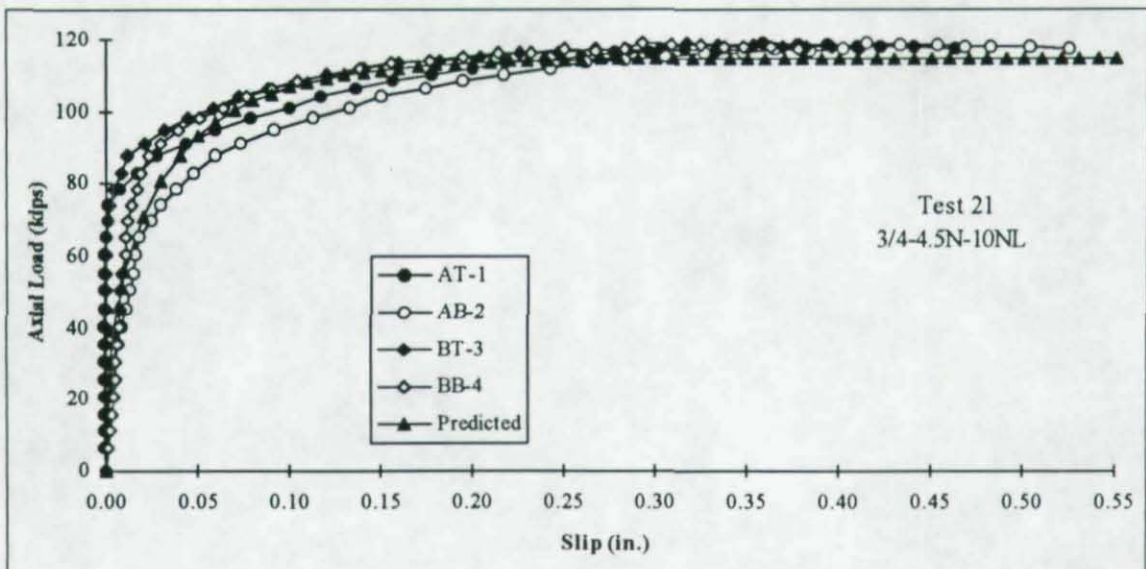 120
100
80
60
40
20
0
Axial Load (kips)
Test 21
3/4-4.5N-10NL
AT-1
AB-2
BT-3
BB-4
Predicted
0.00 0.05 0.10 0.15 0.20 0.25 0.30 0.35 0.40 0.45 0.50 0.55
Slip (in.)